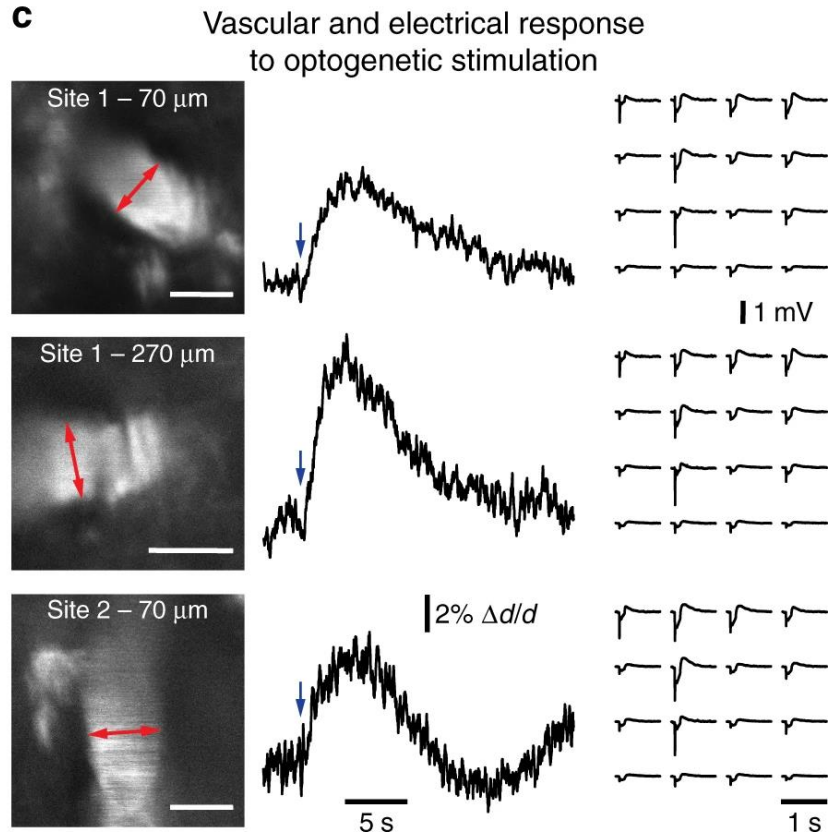 c
Vascular and electrical response
to optogenetic stimulation
Site 1 – 70 μm
1 mV
Site 1 – 270 μm
Site 2 – 70 μm
2% Δd/d
5 s
1 s